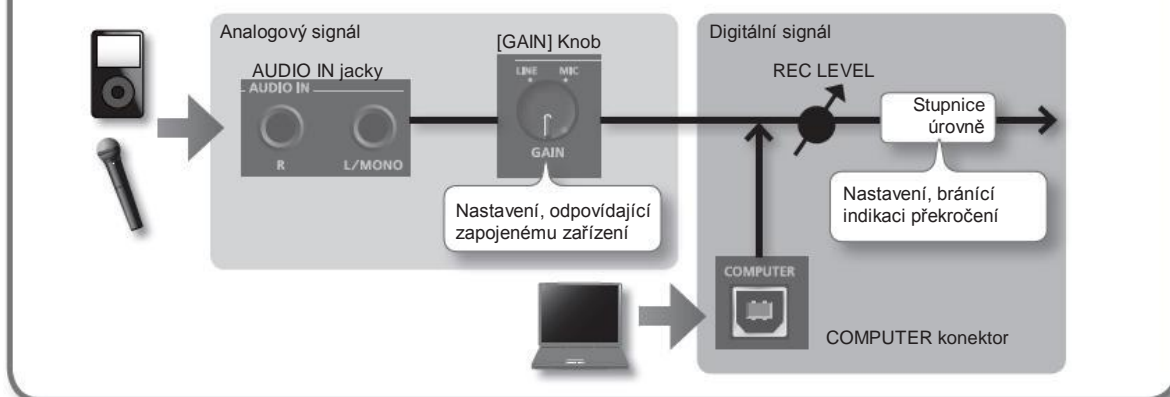 Analogový signál
[GAIN] Knob
Digitální signál
AUDIO IN jacky
AUDIO IN
R
L/MONO
LINE
MIC
GAIN
REC LEVEL
Stupnice
úrovně
Nastavení, odpovídající
zapojenému zařízení
Nastavení, bránící
indikaci překročení
COMPUTER
COMPUTER konektor